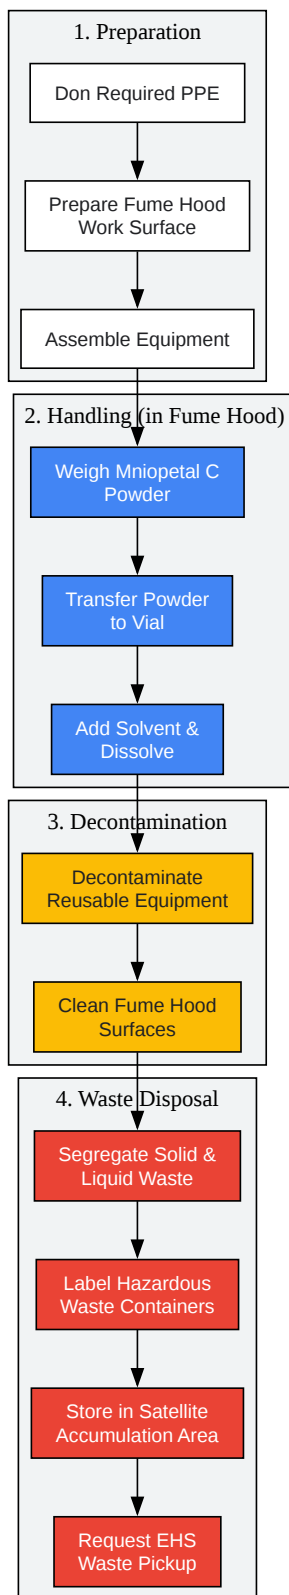 1. Preparation
Don Required PPE
Prepare Fume Hood
Work Surface
Assemble Equipment
2. Handling (in Fume Hood)
Weigh Mniopetal C
Powder
Transfer Powder
to Vial
Add Solvent &
Dissolve
3. Decontamination
Decontaminate
Reusable Equipment
Clean Fume Hood
Surfaces
4. Waste Disposal
Segregate Solid &
Liquid Waste
Label Hazardous
Waste Containers
Store in Satellite
Accumulation Area
Request EHS
Waste Pickup